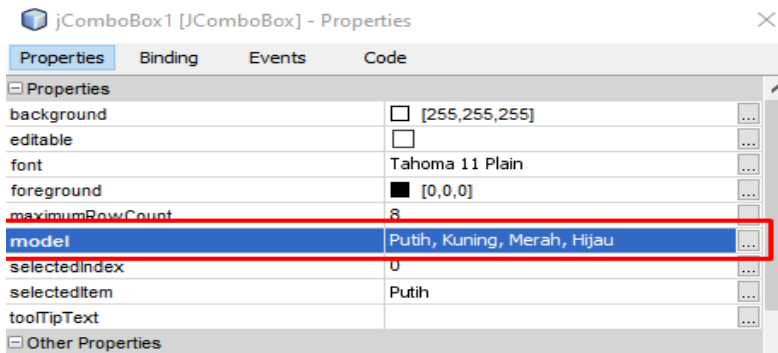 jComboBox1 [JComboBox] - Properties
Properties Binding Events Code
Properties
background [255,255,255] ...
editable ...
font Tahoma 11 Plain ...
foreground [0,0,0] ...
maximumRowCount 8 ...
model Putih, Kuning, Merah, Hijau ...
selectedIndex 0 ...
selectedItem Putih ...
toolTipText ...
Other Properties